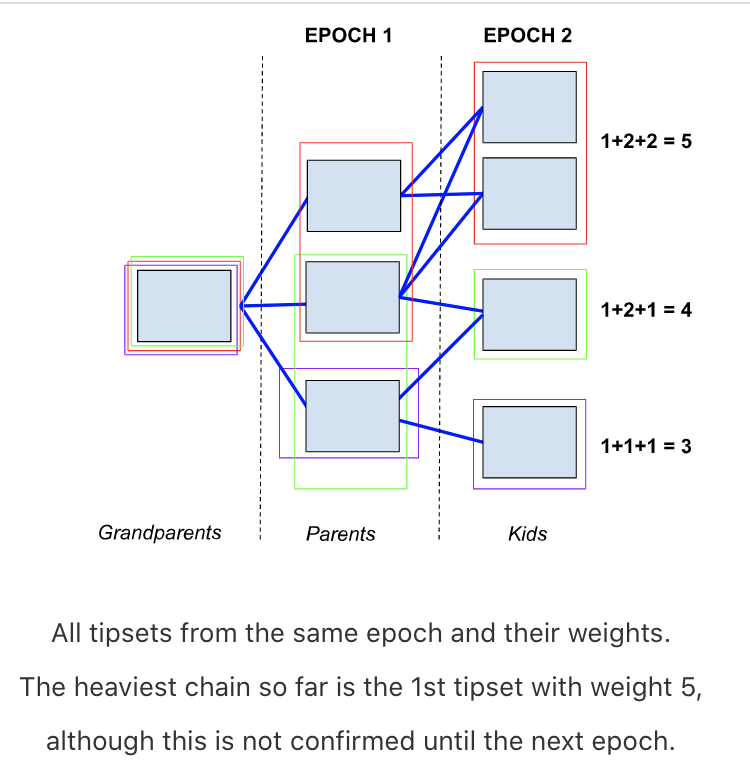 EPOCH 1
EPOCH 2
1+2+2 = 5
1+2+1 = 4
1+1+1 = 3
Grandparents
Parents
Kids
All tipsets from the same epoch and their weights.
The heaviest chain so far is the 1st tipset with weight 5,
although this is not confirmed until the next epoch.